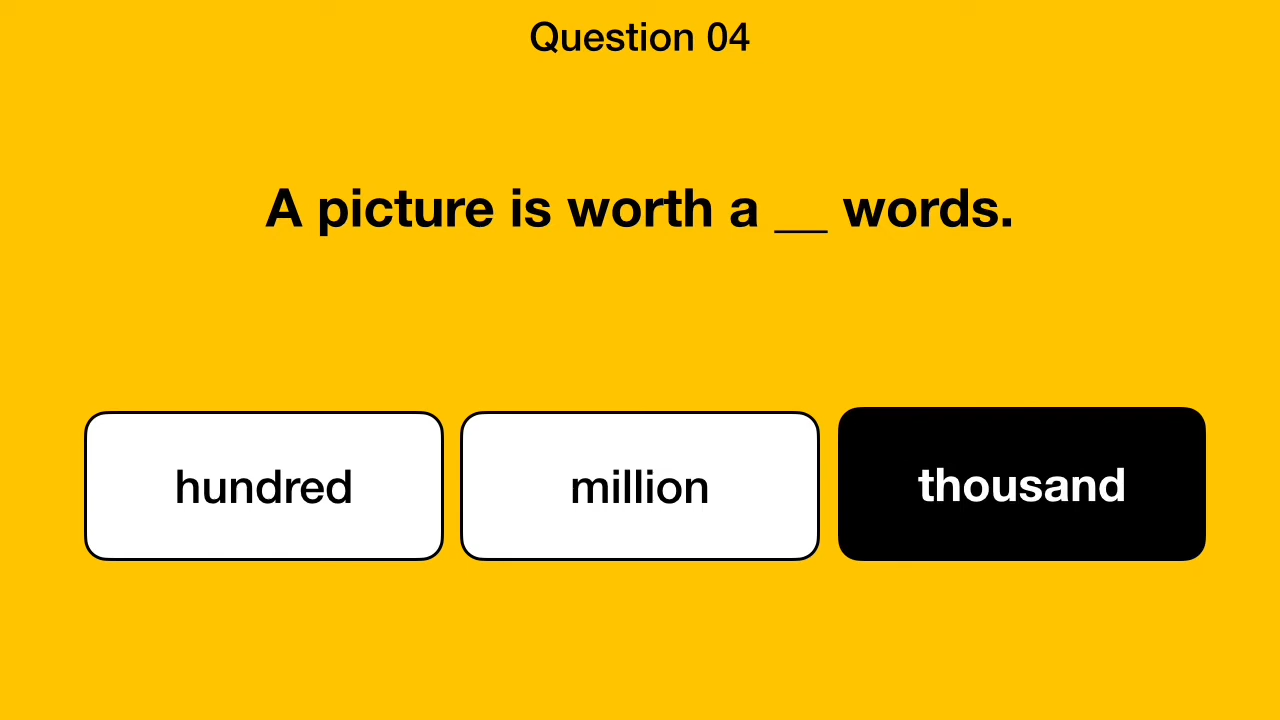 Question 04
A picture is worth a __ words.
hundred
million
thousand